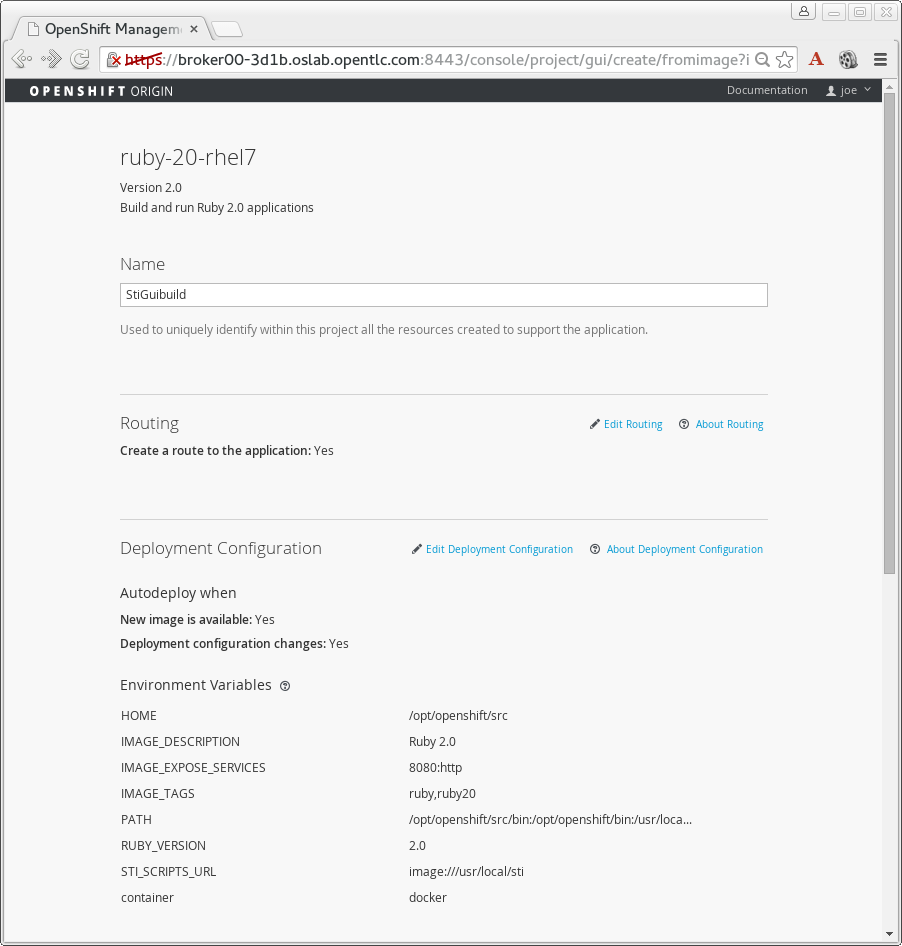 OpenShift Managem
https://broker00-3d1b.oslab.opentlc.com:8443/console/project/gui/create/fromimage?i
A
OPENSHIFT ORIGIN Documentation joe
ruby-20-rhel7
Version 2.0
Build and run Ruby 2.0 applications
Name
StiGuibuild
Used to uniquely identify within this project all the resources created to support the application.
Routing Edit Routing About Routing
Create a route to the application: Yes
Deployment Configuration Edit Deployment Configuration About Deployment Configuration
Autodeploy when
New image is available: Yes
Deployment configuration changes: Yes
Environment Variables
HOME /opt/openshift/src
IMAGE_DESCRIPTION Ruby 2.0
IMAGE_EXPOSE_SERVICES 8080:http
IMAGE_TAGS ruby,ruby20
PATH /opt/openshift/src/bin:/opt/openshift/bin:/usr/loca...
RUBY_VERSION 2.0
STI_SCRIPTS_URL image:///usr/local/sti
container docker